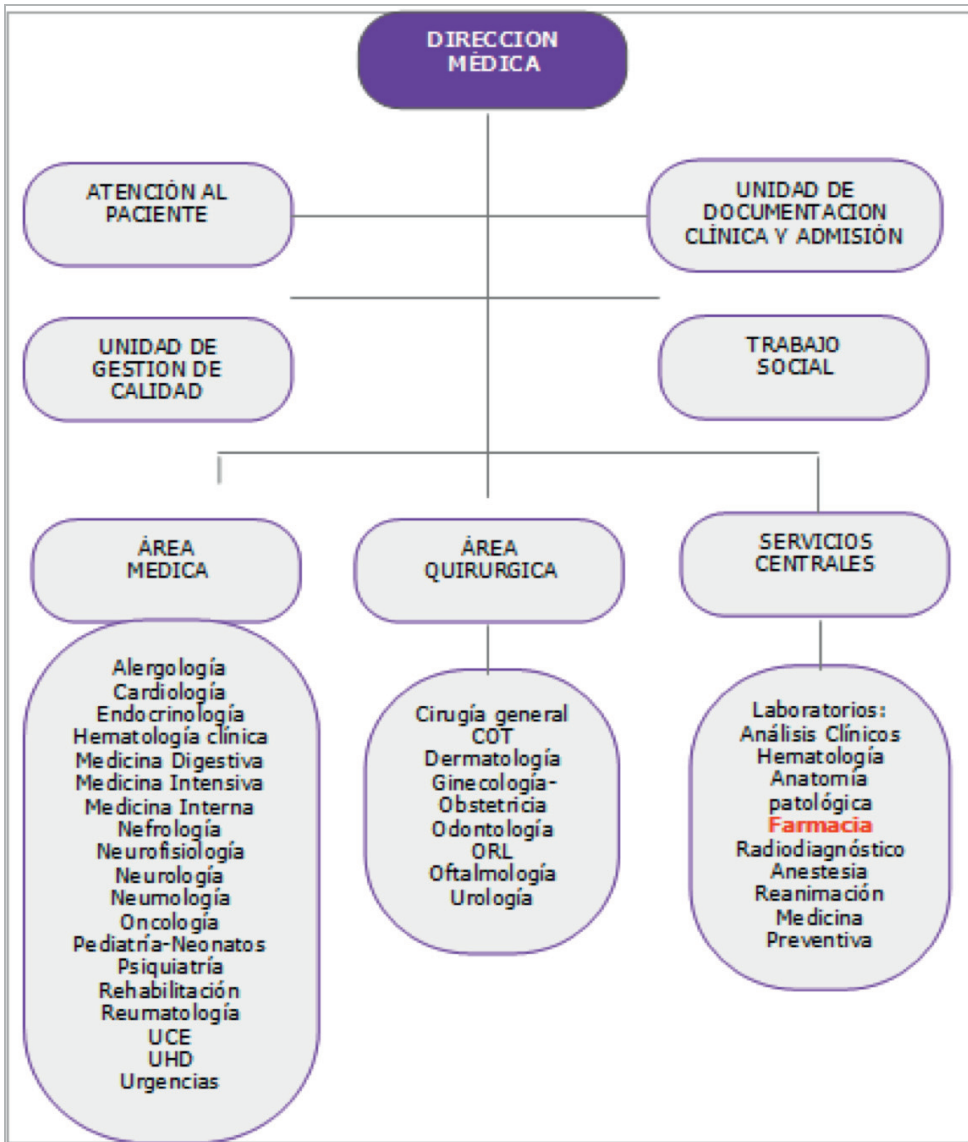 DIRECCION
MÉDICA
ATENCIÓN AL
PACIENTE
UNIDAD DE
DOCUMENTACION
CLÍNICA Y ADMISIÓN
UNIDAD DE
GESTION DE
CALIDAD
TRABAJO
SOCIAL
ÁREA
MEDICA
ÁREA
QUIRURGICA
SERVICIOS
CENTRALES
Alergología
Cardiología
Endocrinología
Hematología clínica
Medicina Digestiva
Medicina Intensiva
Medicina Interna
Nefrología
Neurofisiología
Neurología
Neumología
Oncología
Pediatría-Neonatos
Psiquiatría
Rehabilitación
Reumatología
UCE
UHD
Urgencias
Cirugía general
COT
Dermatología
Ginecología-
Obstetricia
Odontología
ORL
Oftalmología
Urología
Laboratorios:
Análisis Clínicos
Hematología
Anatomía
patológica
Farmacia
Radiodiagnóstico
Anestesia
Reanimación
Medicina
Preventiva